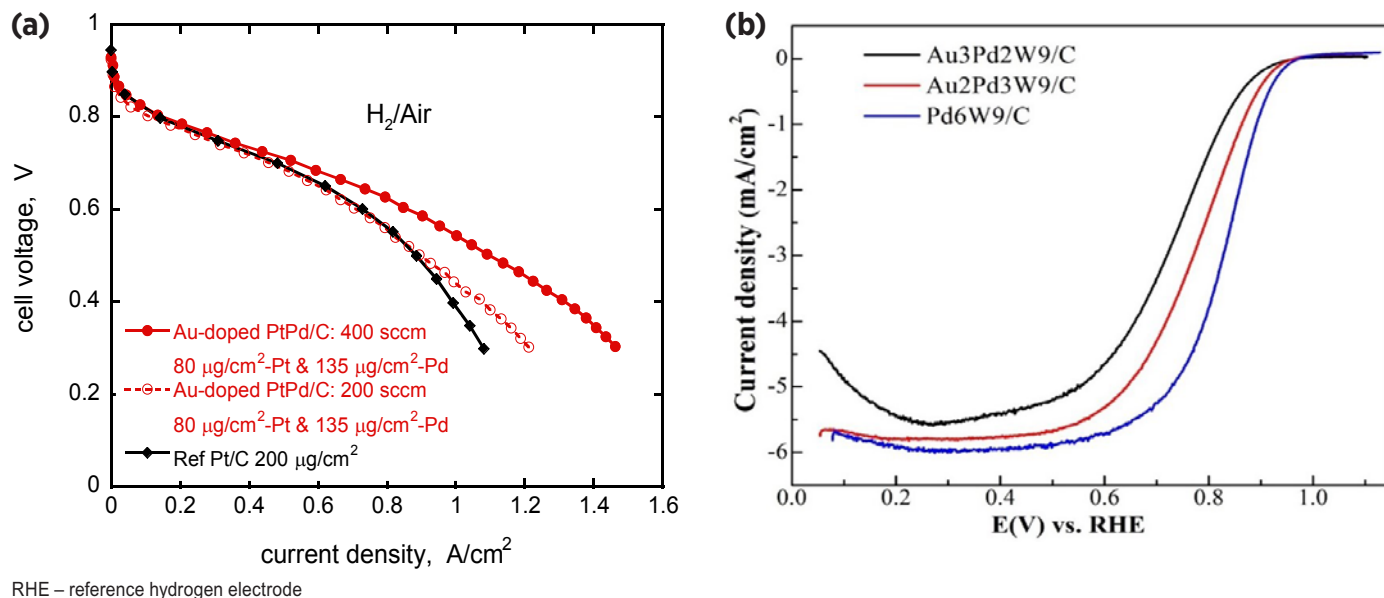 (a)
1
0.8
0.6
0.4
0.2
0
cell voltage, V
H₂/Air
Au-doped PtPd/C: 400 sccm
80 μg/cm²-Pt & 135 μg/cm²-Pd
Au-doped PtPd/C: 200 sccm
80 μg/cm²-Pt & 135 μg/cm²-Pd
Ref Pt/C 200 μg/cm²
0 0.2 0.4 0.6 0.8 1 1.2 1.4 1.6
current density, A/cm²
(b)
0
-1
-2
-3
-4
-5
-6
Current density (mA/cm²)
Au3Pd2W9/C
Au2Pd3W9/C
Pd6W9/C
0.0 0.2 0.4 0.6 0.8 1.0
E(V) vs. RHE
RHE – reference hydrogen electrode